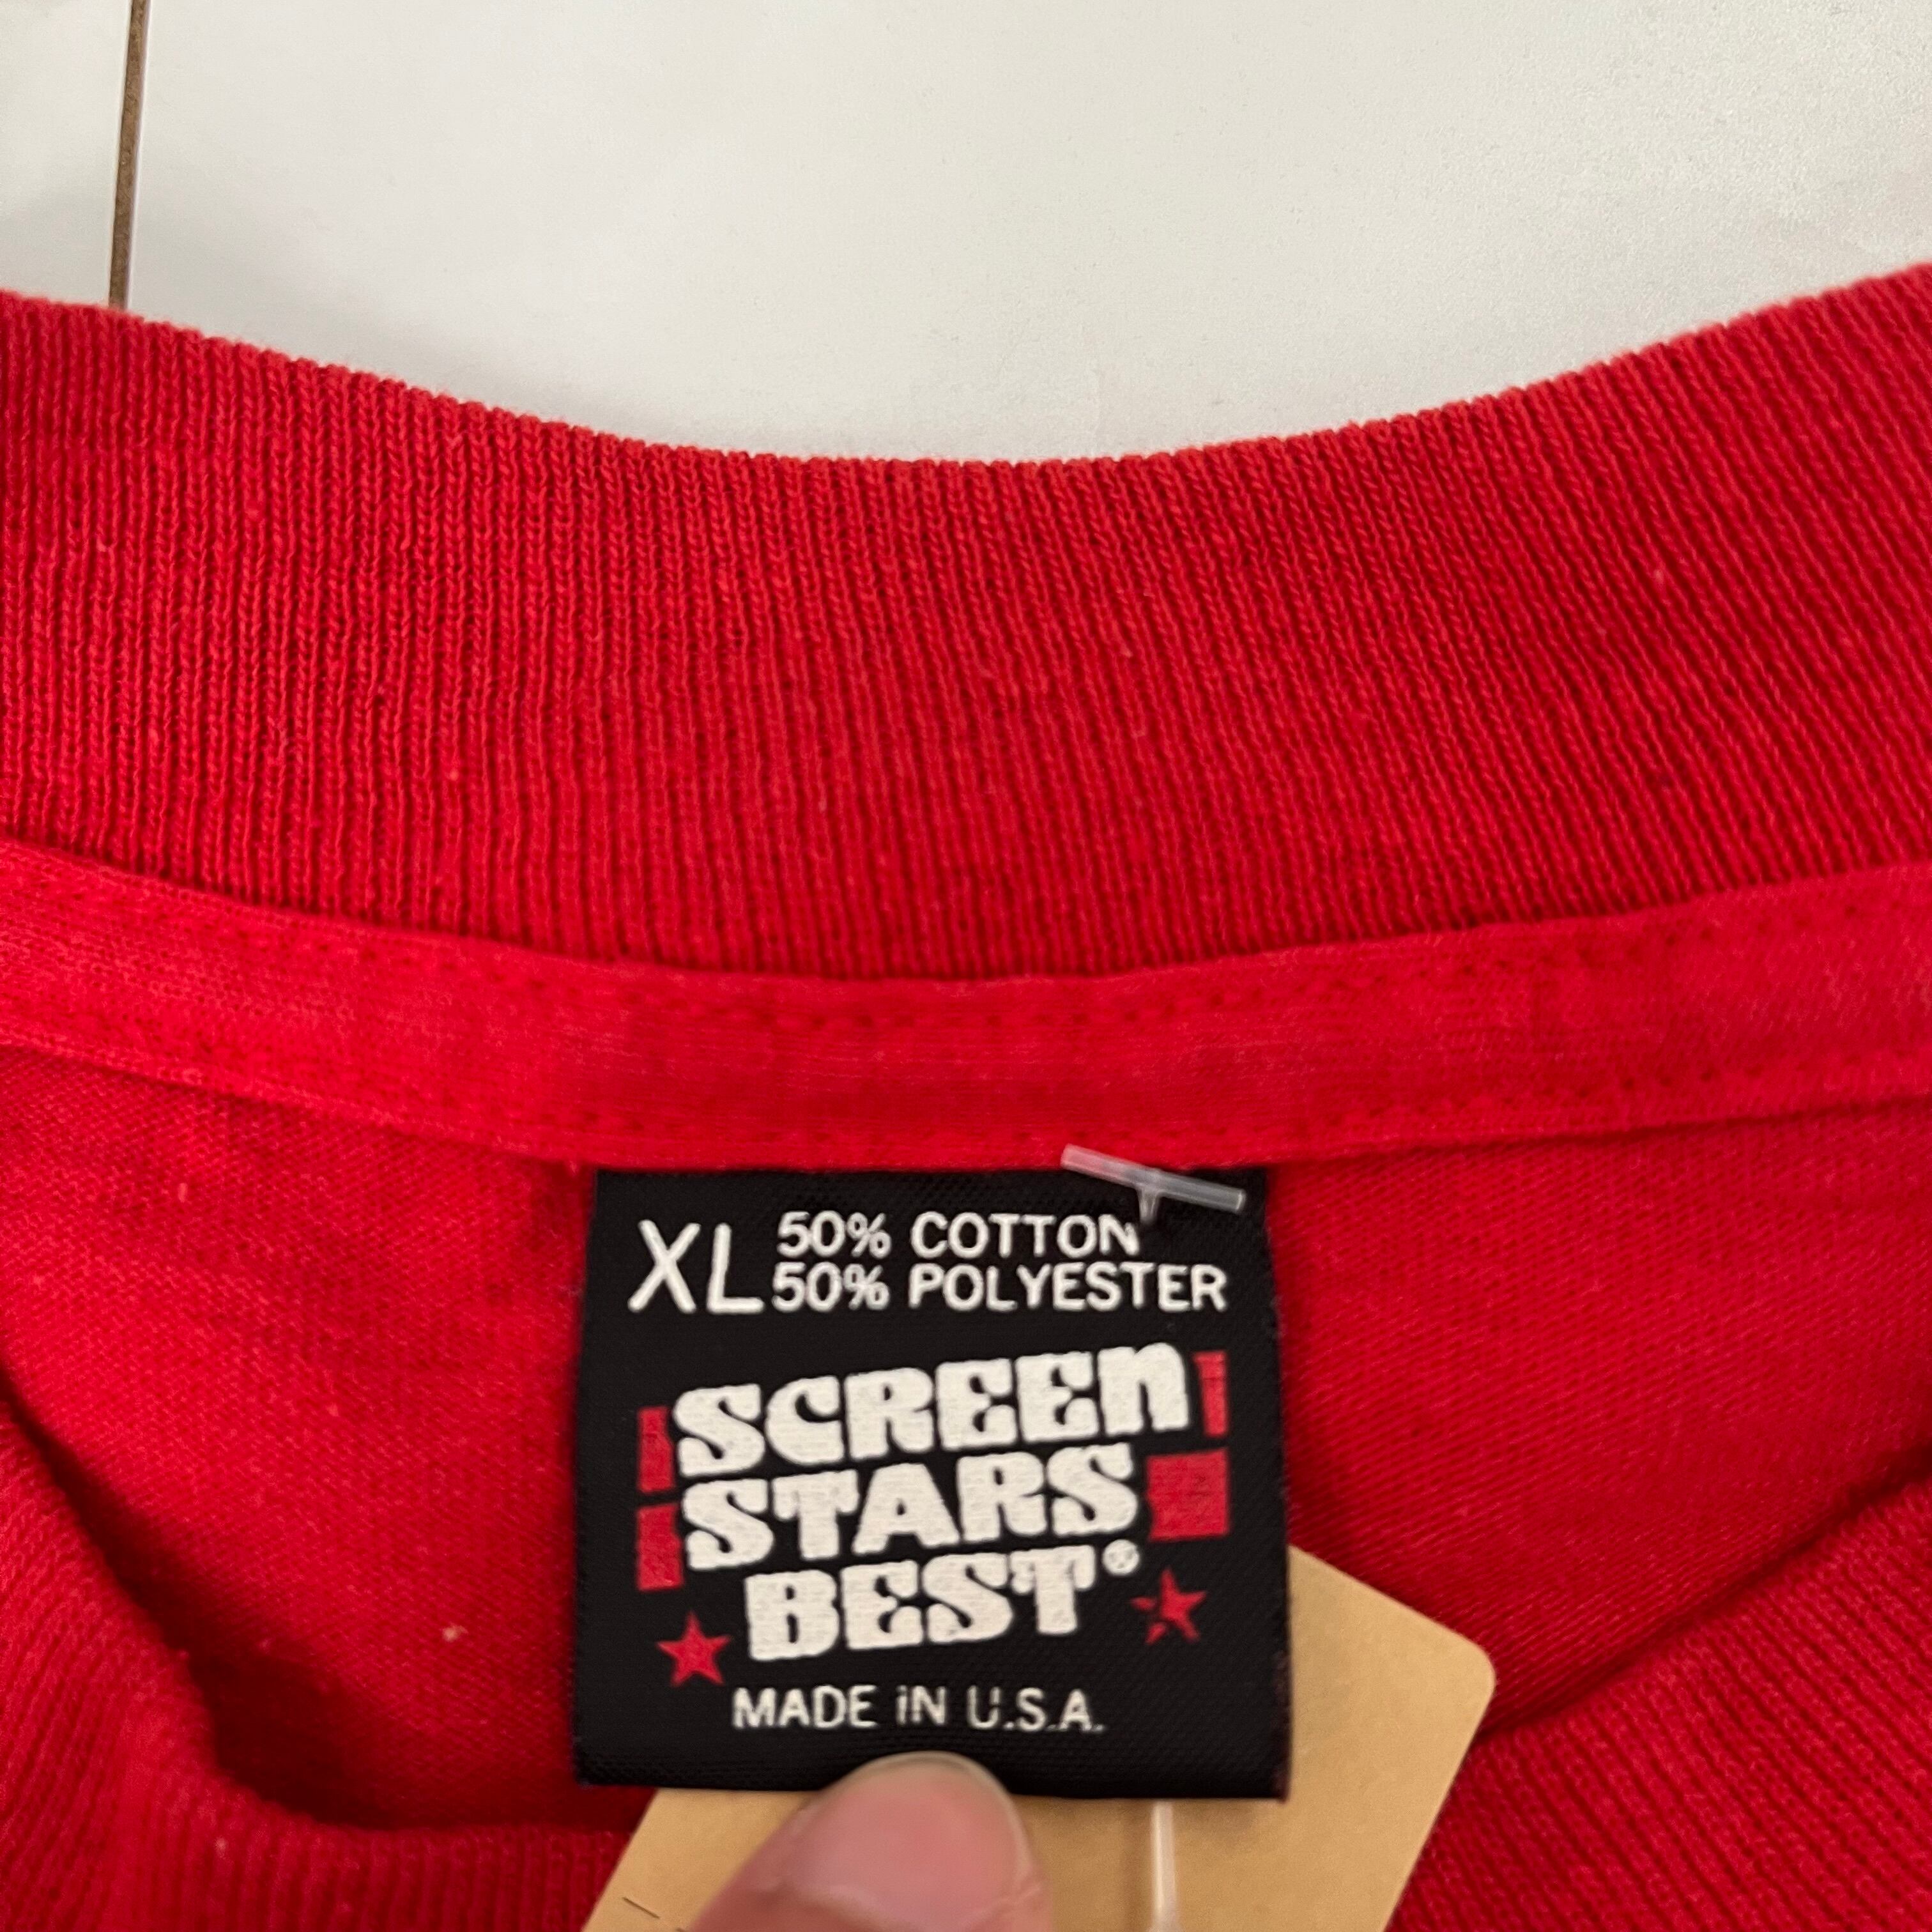 XL 50% COTTON
50% POLYESTER
SCREEN
STARS
BEST®
MADE IN U.S.A.